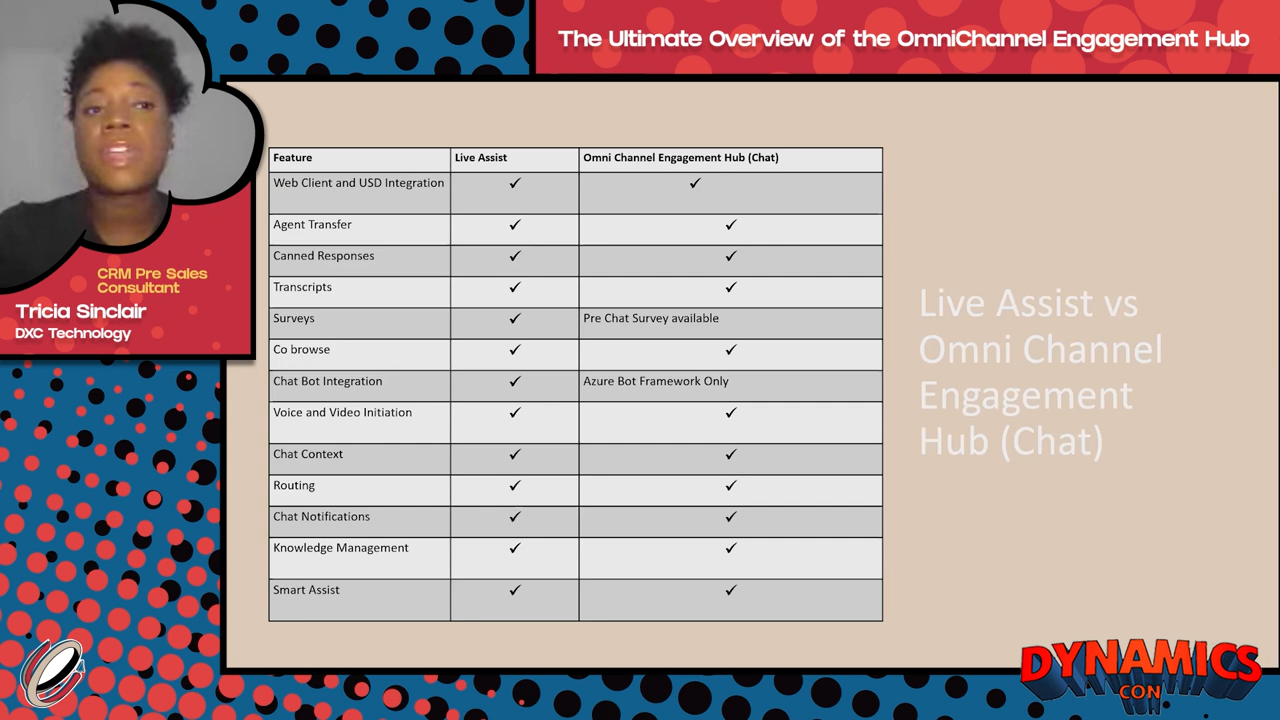 The Ultimate Overview of the OmniChannel Engagement Hub
CRM Pre Sales
Consultant
Tricia Sinclair
DXC Technology
Feature Live Assist Omni Channel Engagement Hub (Chat)
Web Client and USD Integration ✓ ✓
Agent Transfer ✓ ✓
Canned Responses ✓ ✓
Transcripts ✓ ✓
Surveys ✓ Pre Chat Survey available
Co browse ✓ ✓
Chat Bot Integration ✓ Azure Bot Framework Only
Voice and Video Initiation ✓ ✓
Chat Context ✓ ✓
Routing ✓ ✓
Chat Notifications ✓ ✓
Knowledge Management ✓ ✓
Smart Assist ✓ ✓
Live Assist vs
Omni Channel
Engagement
Hub (Chat)
DYNAMICS
CON